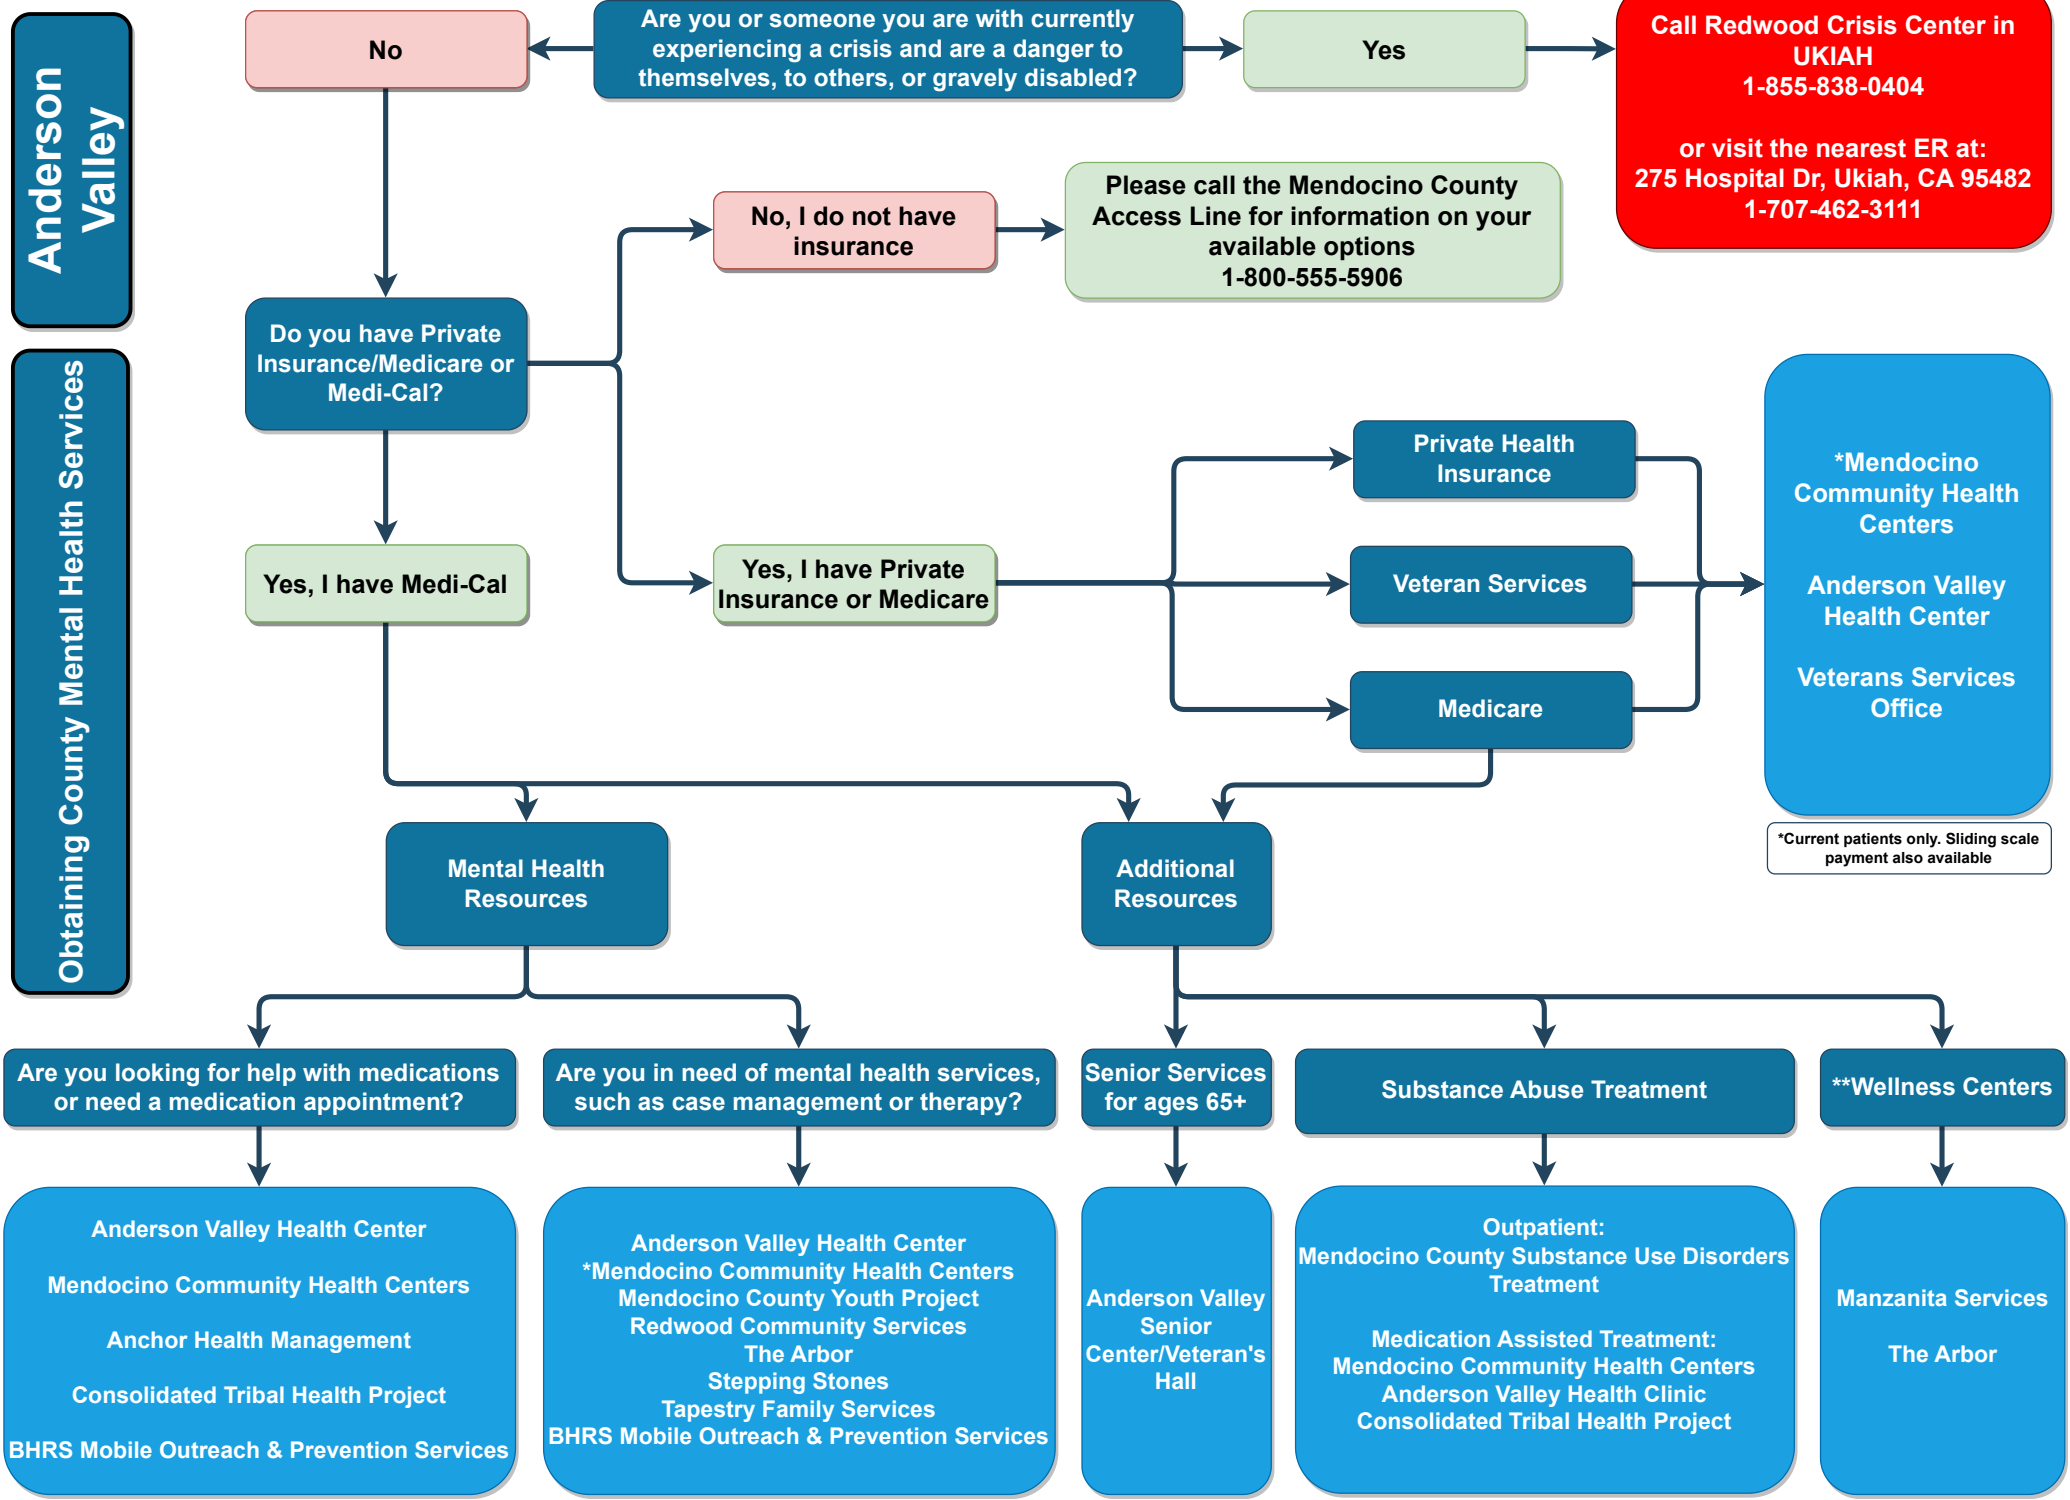 Anderson
Valley
Obtaining County Mental Health Services
No
Are you or someone you are with currently
experiencing a crisis and are a danger to
themselves, to others, or gravely disabled?
Yes
Call Redwood Crisis Center in
UKIAH
1-855-838-0404
or visit the nearest ER at:
275 Hospital Dr, Ukiah, CA 95482
1-707-462-3111
No, I do not have
insurance
Please call the Mendocino County
Access Line for information on your
available options
1-800-555-5906
Do you have Private
Insurance/Medicare or
Medi-Cal?
Yes, I have Medi-Cal
Yes, I have Private
Insurance or Medicare
Private Health
Insurance
Veteran Services
Medicare
*Mendocino
Community Health
Centers
Anderson Valley
Health Center
Veterans Services
Office
*Current patients only. Sliding scale
payment also available
Mental Health
Resources
Additional
Resources
Are you looking for help with medications
or need a medication appointment?
Are you in need of mental health services,
such as case management or therapy?
Senior Services
for ages 65+
Substance Abuse Treatment
**Wellness Centers
Anderson Valley Health Center
Mendocino Community Health Centers
Anchor Health Management
Consolidated Tribal Health Project
BHRS Mobile Outreach & Prevention Services
Anderson Valley Health Center
*Mendocino Community Health Centers
Mendocino County Youth Project
Redwood Community Services
The Arbor
Stepping Stones
Tapestry Family Services
BHRS Mobile Outreach & Prevention Services
Anderson Valley
Senior
Center/Veteran's
Hall
Outpatient:
Mendocino County Substance Use Disorders
Treatment
Medication Assisted Treatment:
Mendocino Community Health Centers
Anderson Valley Health Clinic
Consolidated Tribal Health Project
Manzanita Services
The Arbor